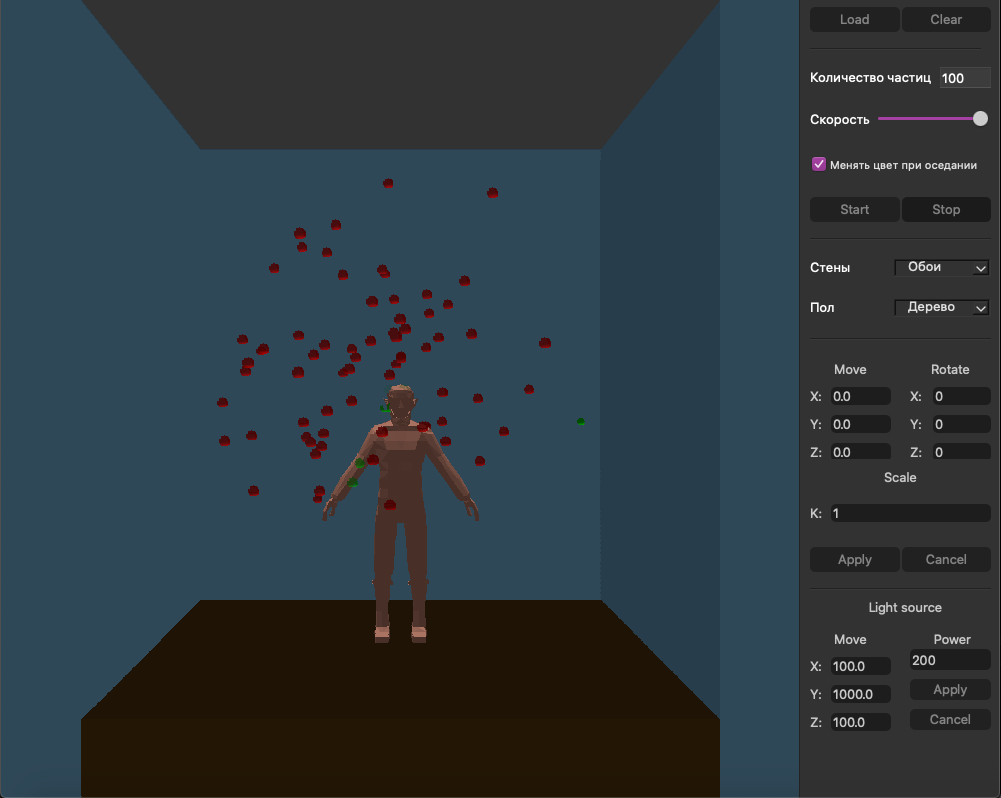 Load Clear
Количество частиц 100
Скорость
Менять цвет при оседании
Start Stop
Стены Обои
Пол Дерево
Move Rotate
X: 0.0 X: 0
Y: 0.0 Y: 0
Z: 0.0 Z: 0
Scale
K: 1
Apply Cancel
Light source
Move Power
X: 100.0 200
Y: 1000.0 Apply
Z: 100.0 Cancel